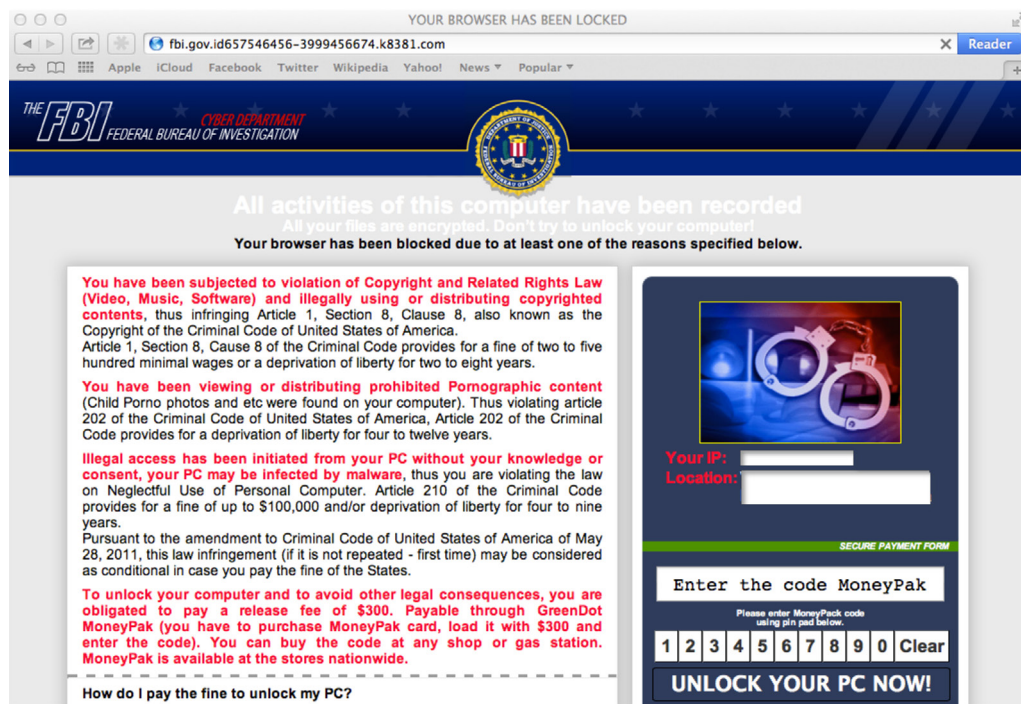 YOUR BROWSER HAS BEEN LOCKED
fbi.gov.id657546456-3999456674.k8381.com
Reader
Apple iCloud Facebook Twitter Wikipedia Yahoo! News Popular
THE FBI CYBER DEPARTMENT
FEDERAL BUREAU OF INVESTIGATION
DEPARTMENT OF JUSTICE
FEDERAL BUREAU OF INVESTIGATION
All activities of this computer have been recorded
All your files are encrypted. Don't try to unlock your computer!
Your browser has been blocked due to at least one of the reasons specified below.
You have been subjected to violation of Copyright and Related Rights Law
(Video, Music, Software) and illegally using or distributing copyrighted
contents, thus infringing Article 1, Section 8, Clause 8, also known as the
Copyright of the Criminal Code of United States of America.
Article 1, Section 8, Cause 8 of the Criminal Code provides for a fine of two to five
hundred minimal wages or a deprivation of liberty for two to eight years.
You have been viewing or distributing prohibited Pornographic content
(Child Porno photos and etc were found on your computer). Thus violating article
202 of the Criminal Code of United States of America, Article 202 of the Criminal
Code provides for a deprivation of liberty for four to twelve years.
Illegal access has been initiated from your PC without your knowledge or
consent, your PC may be infected by malware, thus you are violating the law
on Neglectful Use of Personal Computer. Article 210 of the Criminal Code
provides for a fine of up to $100,000 and/or deprivation of liberty for four to nine
years.
Pursuant to the amendment to Criminal Code of United States of America of May
28, 2011, this law infringement (if it is not repeated - first time) may be considered
as conditional in case you pay the fine of the States.
To unlock your computer and to avoid other legal consequences, you are
obligated to pay a release fee of $300. Payable through GreenDot
MoneyPak (you have to purchase MoneyPak card, load it with $300 and
enter the code). You can buy the code at any shop or gas station.
MoneyPak is available at the stores nationwide.
How do I pay the fine to unlock my PC?
Your IP:
Location:
SECURE PAYMENT FORM
Enter the code MoneyPak
Please enter MoneyPack code
using pin pad below.
1 2 3 4 5 6 7 8 9 0 Clear
UNLOCK YOUR PC NOW!